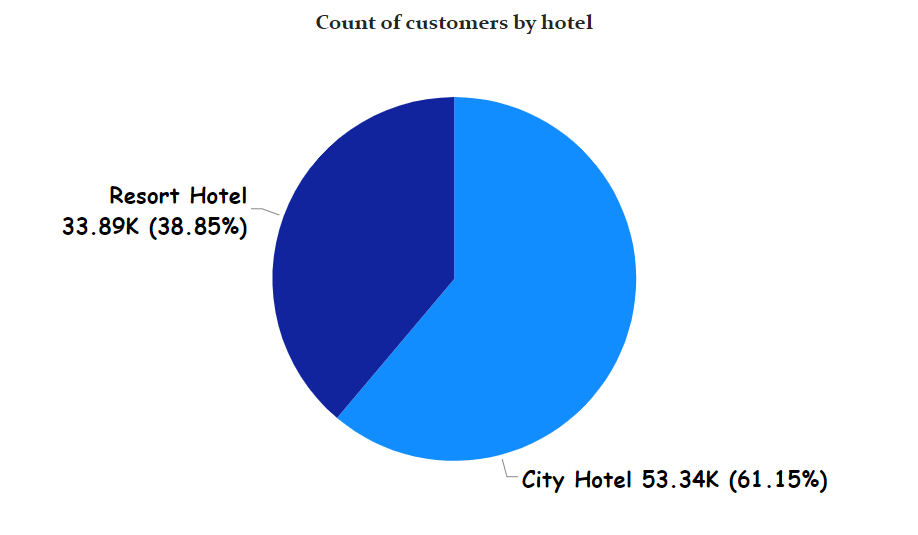 Count of customers by hotel
Resort Hotel
33.89K (38.85%)
City Hotel 53.34K (61.15%)